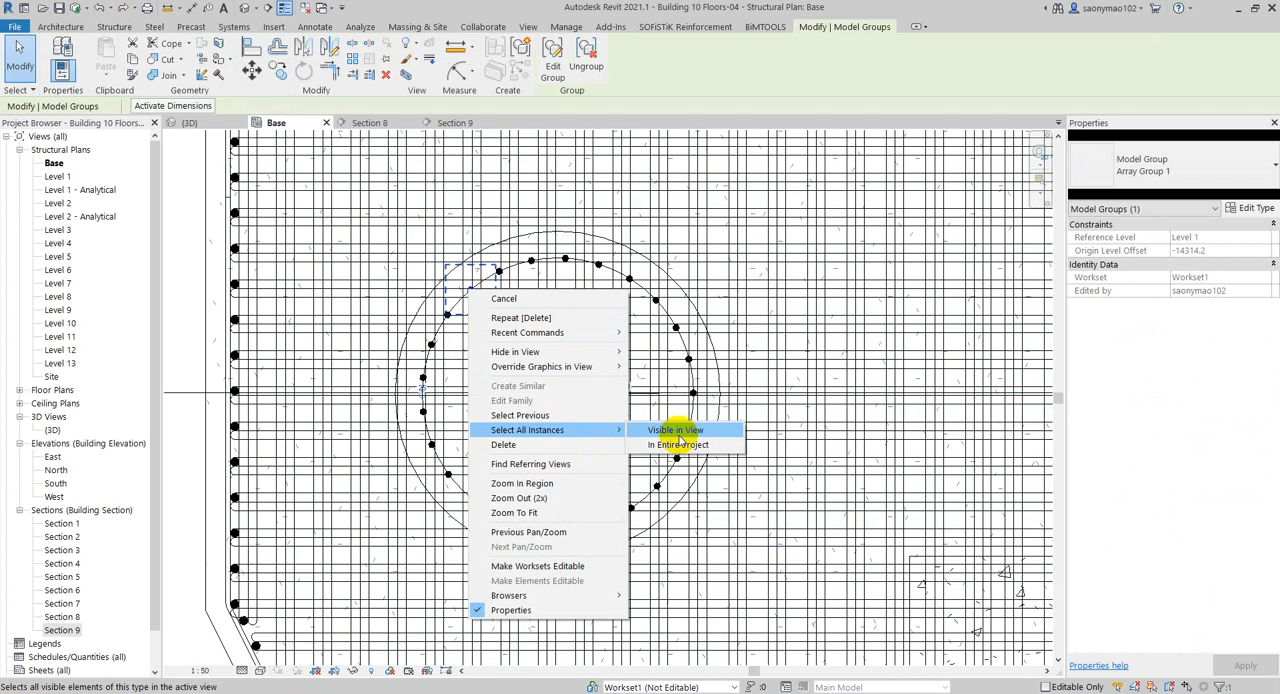 Autodesk Revit 2021.1 - Building 10 Floors-04 - Structural Plan: Base
saonymao102
File
Architecture
Structure
Steel
Precast
Systems
Insert
Annotate
Analyze
Massing & Site
Collaborate
View
Manage
Add-Ins
SOFiSTiK Reinforcement
BiMTOOLS
Modify | Model Groups
Modify
Paste
Cope
Cut
Join
Edit
Group
Ungroup
Select
Properties
Clipboard
Geometry
Modify
View
Measure
Create
Group
Modify | Model Groups
Activate Dimensions
Project Browser - Building 10 Floors...
{3D}
Base
Section 8
Section 9
Properties
Views (all)
Structural Plans
Base
Level 1
Level 1 - Analytical
Level 2
Level 2 - Analytical
Level 3
Level 4
Level 5
Level 6
Level 7
Level 8
Level 9
Level 10
Level 11
Level 12
Level 13
Site
Floor Plans
Ceiling Plans
3D Views
{3D}
Elevations (Building Elevation)
East
North
South
West
Sections (Building Section)
Section 1
Section 2
Section 3
Section 4
Section 5
Section 6
Section 7
Section 8
Section 9
Legends
Schedules/Quantities (all)
Sheets (all)
Cancel
Repeat [Delete]
Recent Commands
Hide in View
Override Graphics in View
Create Similar
Edit Family
Select Previous
Select All Instances
Visible in View
In Entire Project
Delete
Find Referring Views
Zoom In Region
Zoom Out (2x)
Zoom To Fit
Previous Pan/Zoom
Next Pan/Zoom
Make Worksets Editable
Make Elements Editable
Browsers
Properties
Model Group
Array Group 1
Model Groups (1)
Edit Type
Constraints
Reference Level Level 1
Origin Level Offset -14314.2
Identity Data
Workset Workset1
Edited by saonymao102
Properties help
Apply
1 : 50
Selects all visible elements of this type in the active view
Workset1 (Not Editable)
:0
Main Model
Editable Only
:1